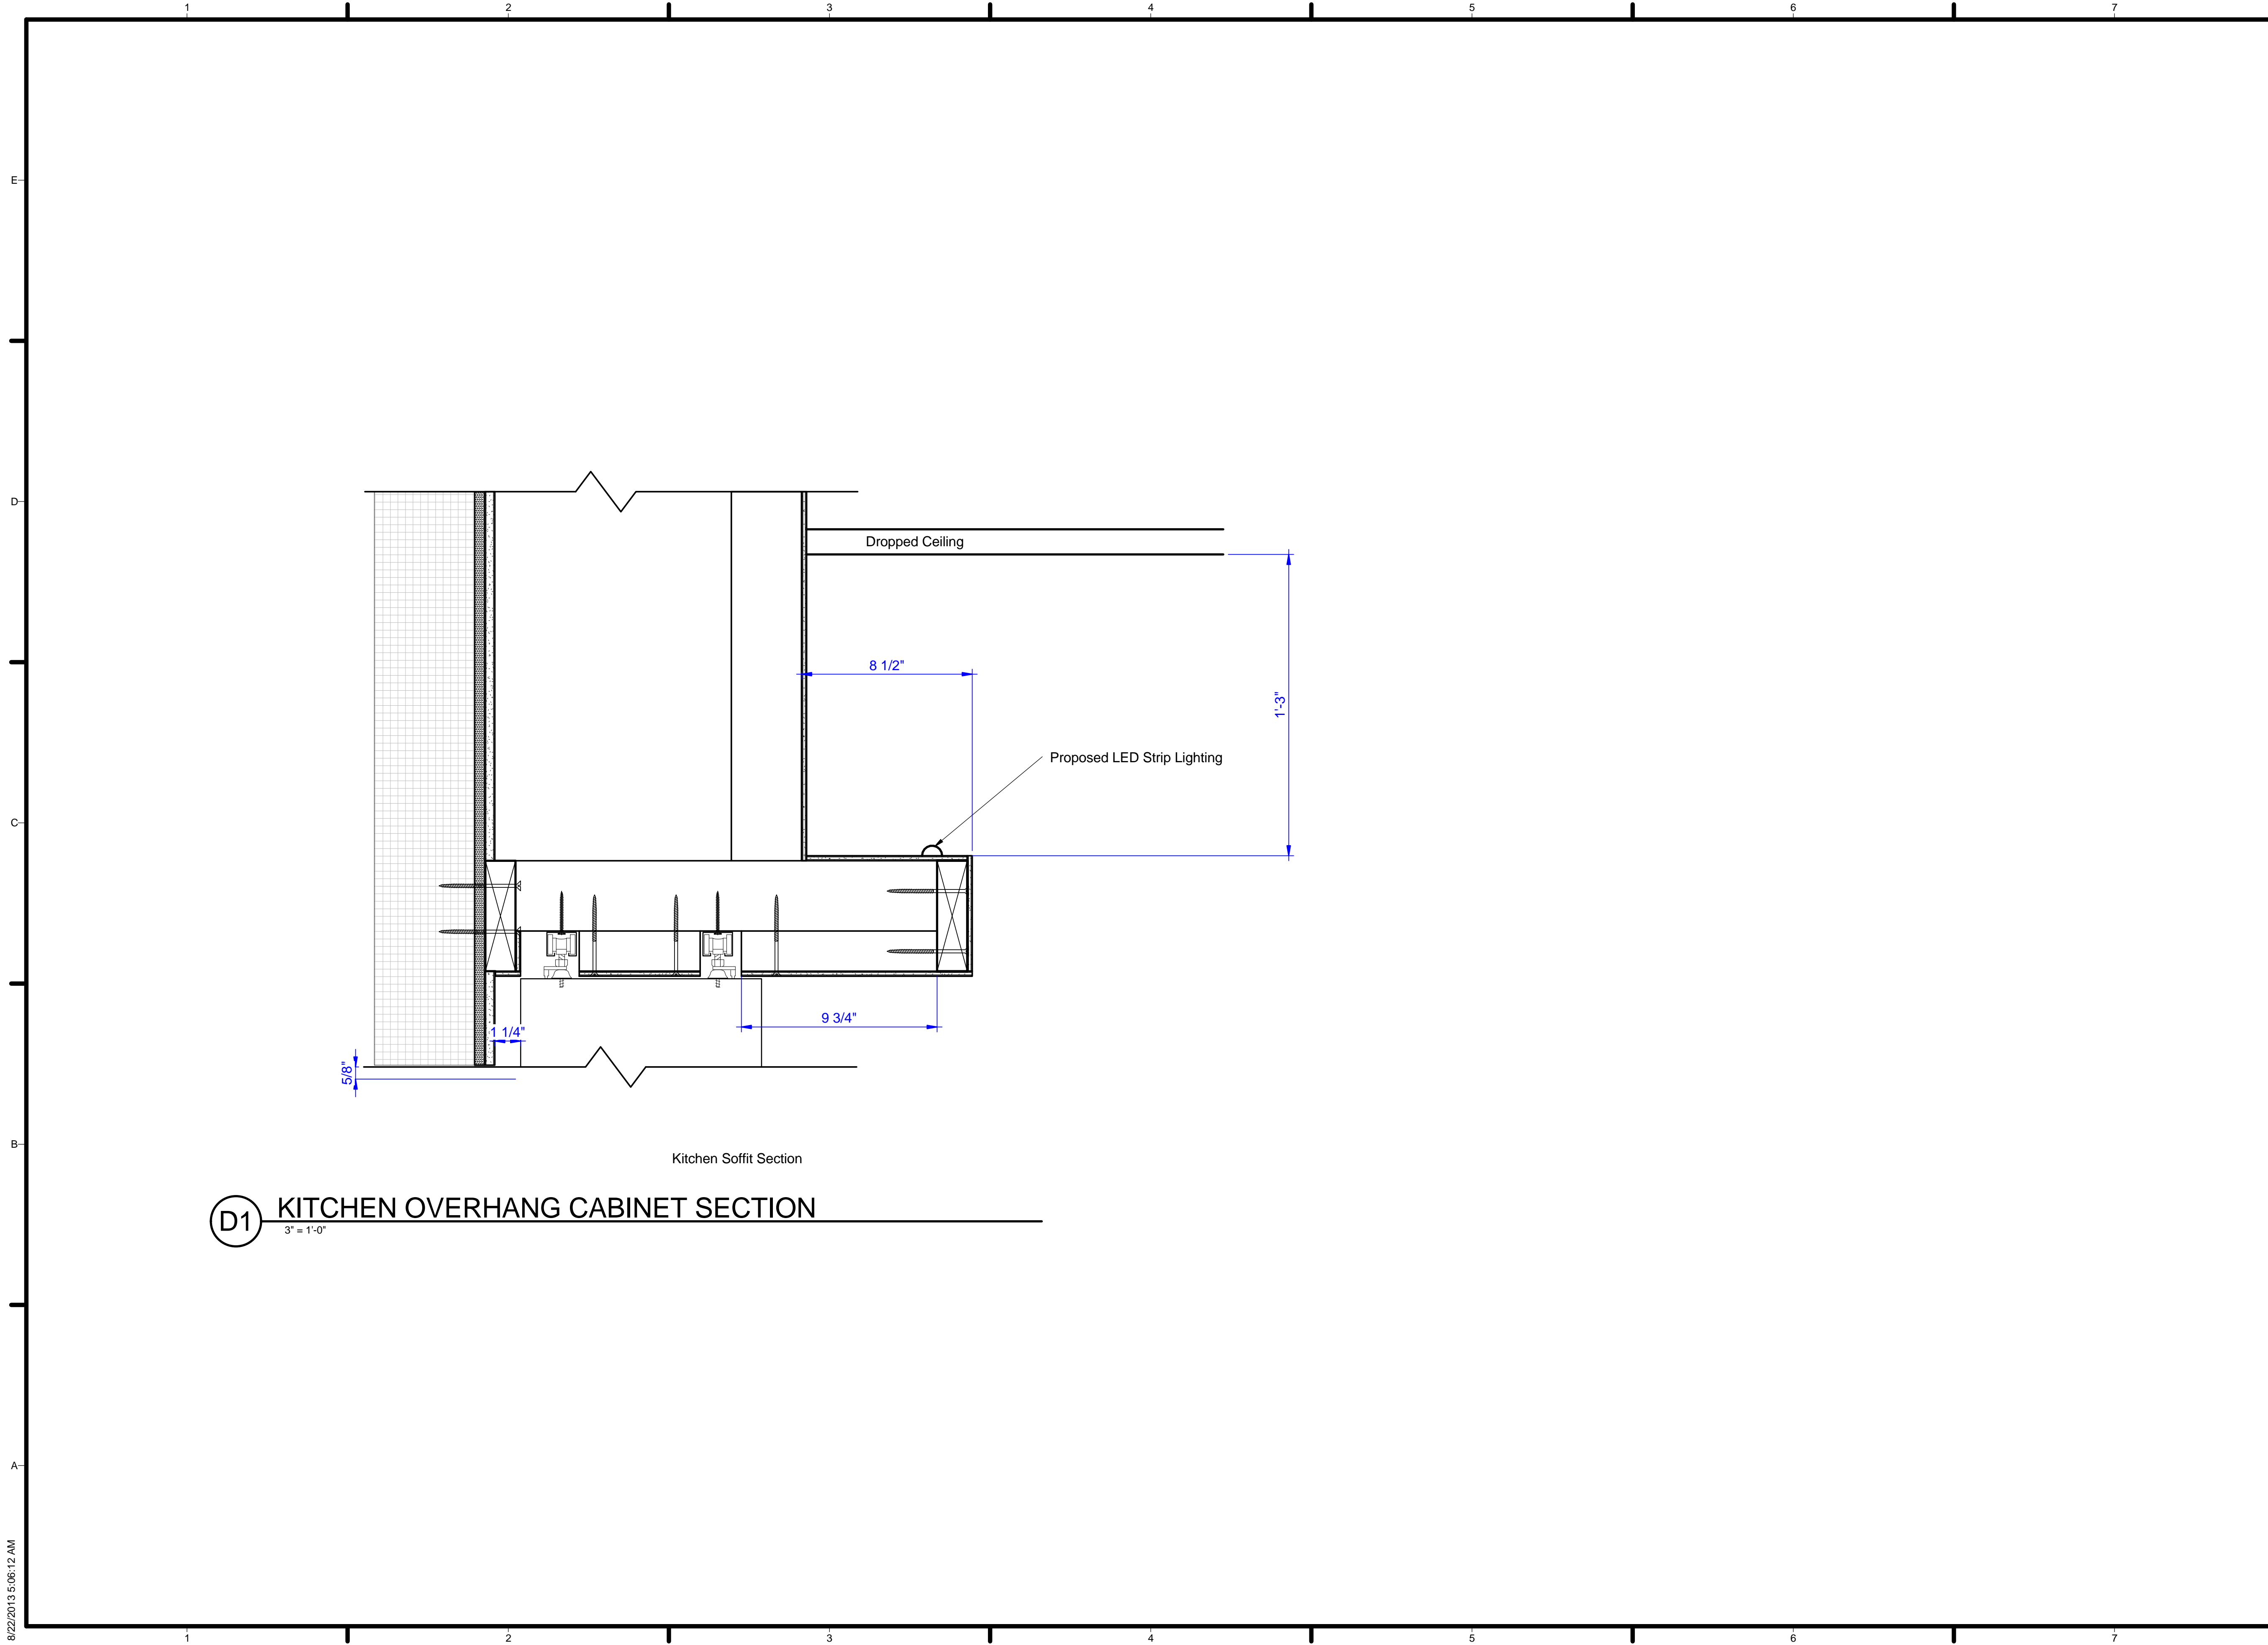 1 2 3 4 5 6 7
E
D
Dropped Ceiling
8 1/2"
1'-3"
Proposed LED Strip Lighting
C
9 3/4"
1 1/4"
5/8"
B
Kitchen Soffit Section
D1 KITCHEN OVERHANG CABINET SECTION
3" = 1'-0"
A
8/22/2013 5:06:12 AM
1 2 3 4 5 6 7